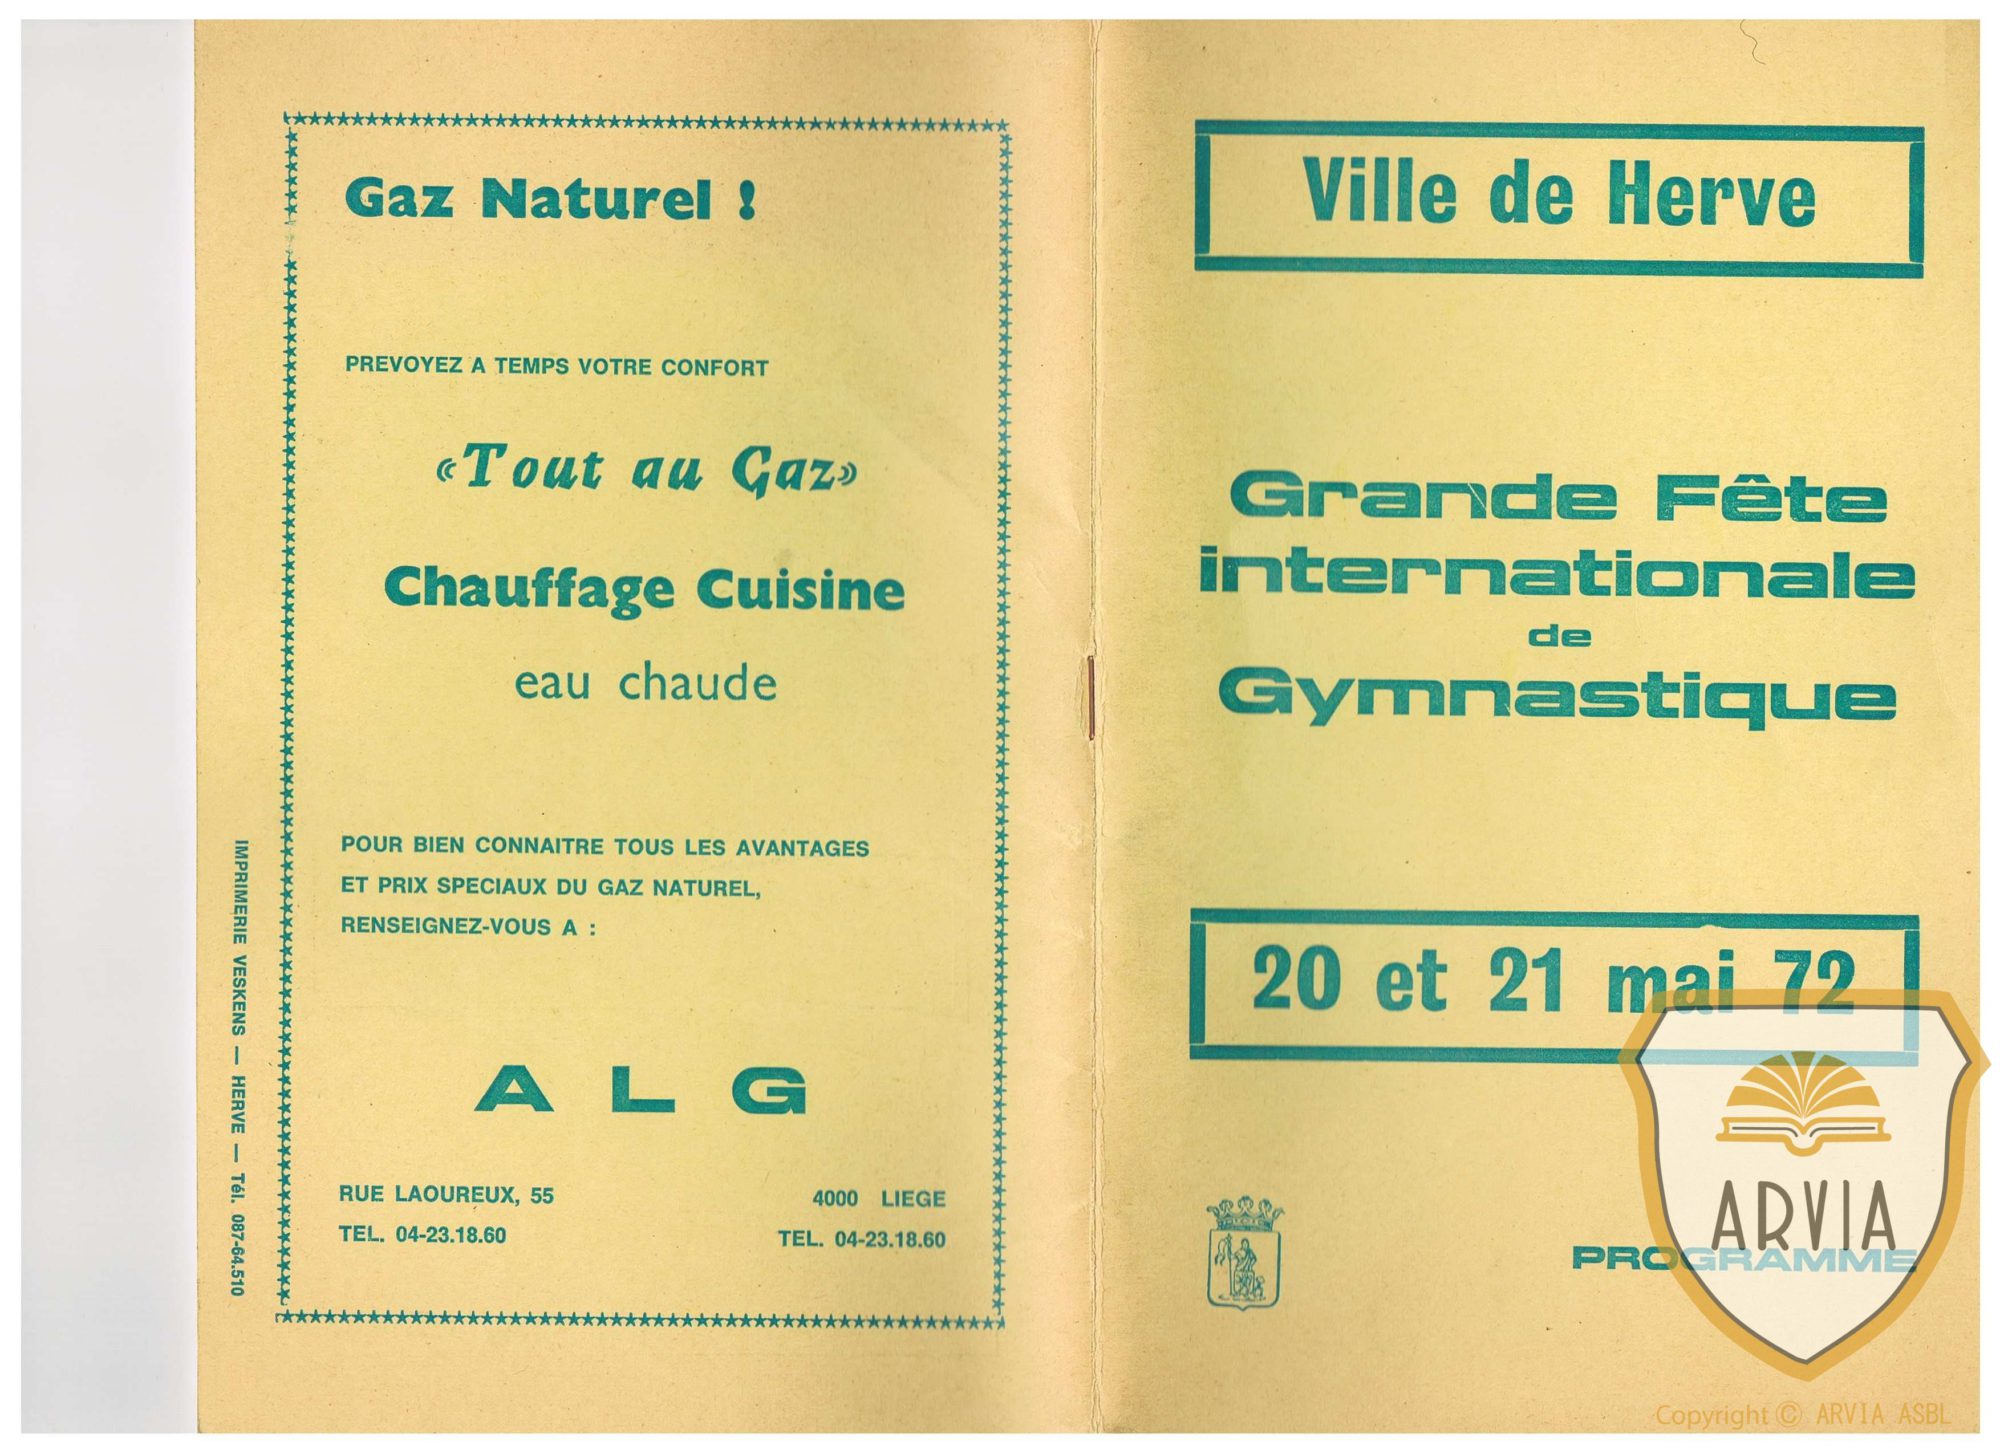 Gaz Naturel !
PREVOYEZ A TEMPS VOTRE CONFORT
«Tout au Gaz»
Chauffage Cuisine
eau chaude
POUR BIEN CONNAITRE TOUS LES AVANTAGES
ET PRIX SPECIAUX DU GAZ NATUREL,
RENSEIGNEZ-VOUS A :
A L G
RUE LAOUREUX, 55 4000 LIEGE
TEL. 04-23.18.60 TEL. 04-23.18.60
IMPRIMERIE VESKENS — HERVE — Tél. 087-64.510
Ville de Herve
Grande Fête
internationale
de
Gymnastique
20 et 21 mai 72
PROGRAMME
ARVIA
Copyright © ARVIA ASBL